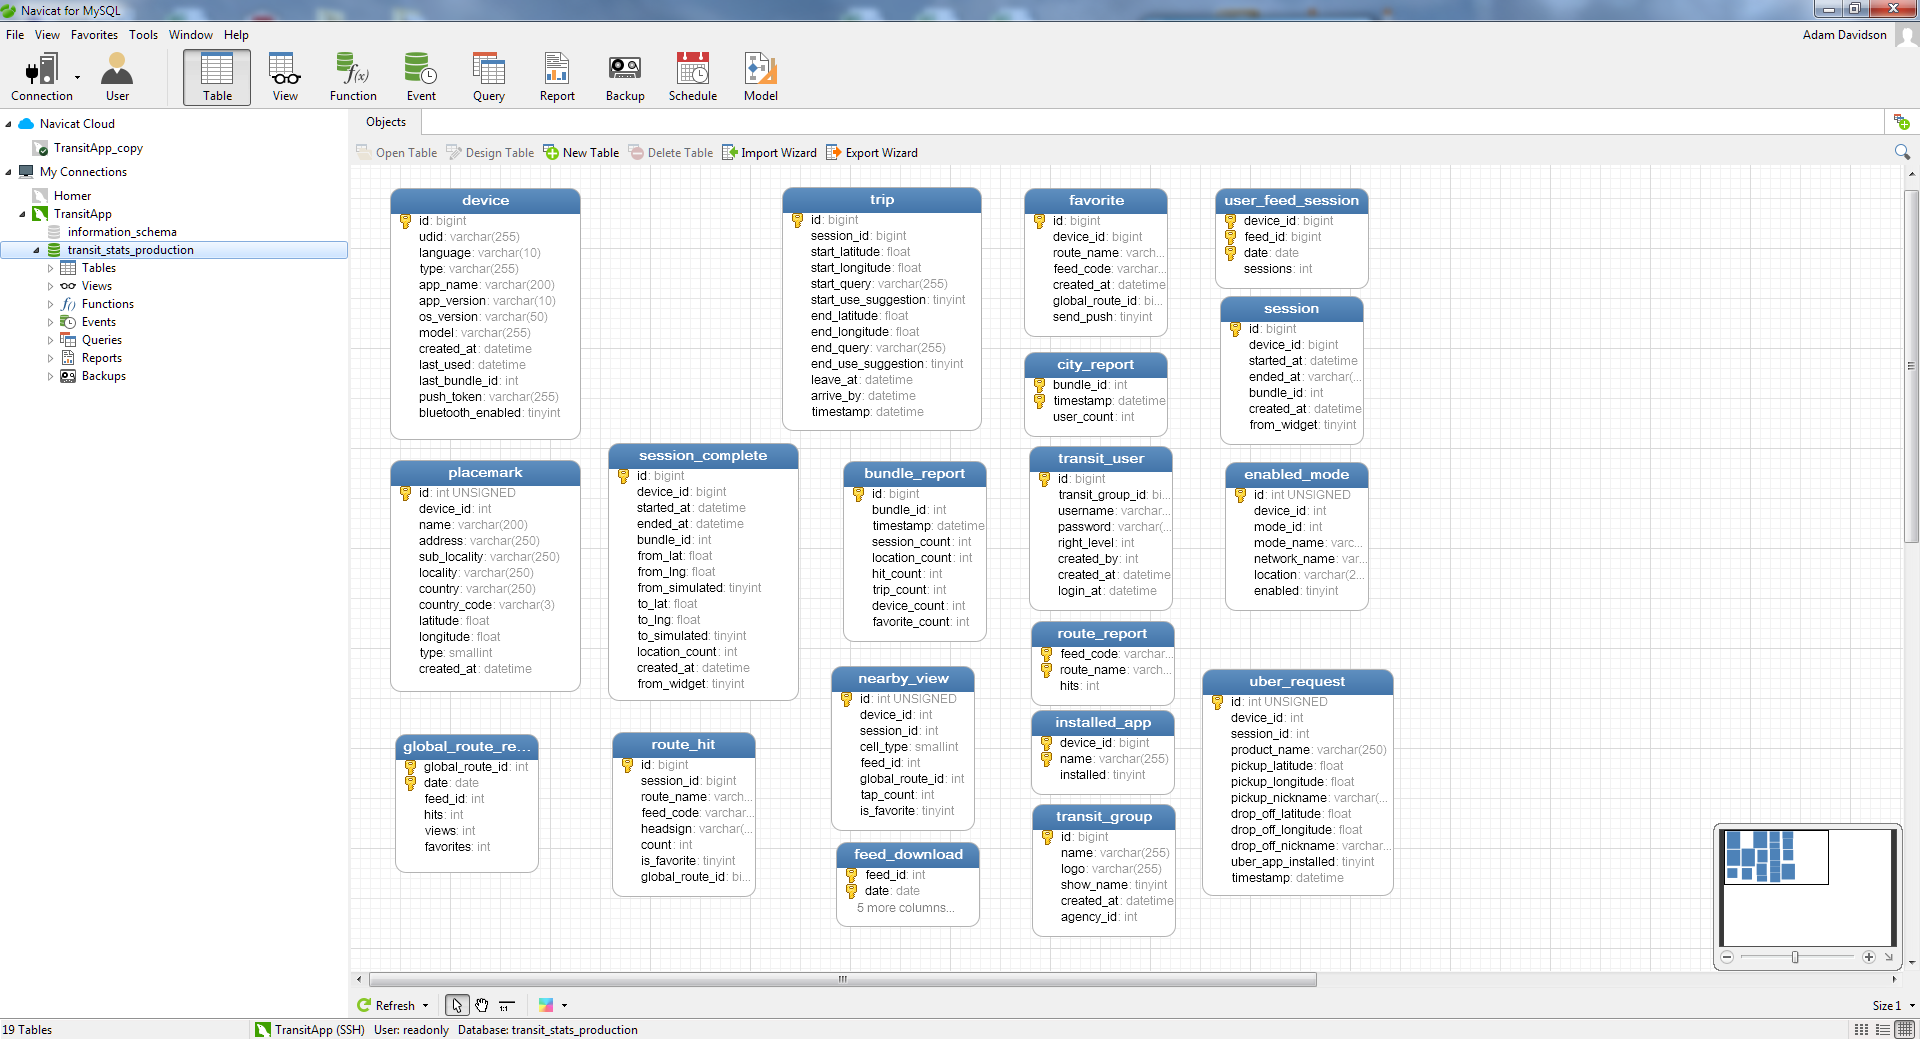 Navicat for MySQL
File View Favorites Tools Window Help
Adam Davidson
Connection User Table View Function Event Query Report Backup Schedule Model
Navicat Cloud
TransitApp_copy
My Connections
Homer
TransitApp
information_schema
transit_stats_production
Tables
Views
Functions
Events
Queries
Reports
Backups
Objects
Open Table Design Table New Table Delete Table Import Wizard Export Wizard
device
id: bigint
udid: varchar(255)
language: varchar(10)
type: varchar(255)
app_name: varchar(200)
app_version: varchar(10)
os_version: varchar(50)
model: varchar(255)
created_at: datetime
last_used: datetime
last_bundle_id: int
push_token: varchar(255)
bluetooth_enabled: tinyint
placemark
id: int UNSIGNED
device_id: int
name: varchar(200)
address: varchar(250)
sub_locality: varchar(250)
locality: varchar(250)
country: varchar(250)
country_code: varchar(3)
latitude: float
longitude: float
type: smallint
created_at: datetime
global_route_re...
global_route_id: int
date: date
feed_id: int
hits: int
views: int
favorites: int
session_complete
id: bigint
device_id: bigint
started_at: datetime
ended_at: datetime
bundle_id: int
from_lat: float
from_lng: float
from_simulated: tinyint
to_lat: float
to_lng: float
to_simulated: tinyint
location_count: int
created_at: datetime
from_widget: tinyint
route_hit
id: bigint
session_id: bigint
route_name: varch...
feed_code: varchar...
headsign: varchar(...
count: int
is_favorite: tinyint
global_route_id: bi...
trip
id: bigint
session_id: bigint
start_latitude: float
start_longitude: float
start_query: varchar(255)
start_use_suggestion: tinyint
end_latitude: float
end_longitude: float
end_query: varchar(255)
end_use_suggestion: tinyint
leave_at: datetime
arrive_by: datetime
timestamp: datetime
bundle_report
id: bigint
bundle_id: int
timestamp: datetime
session_count: int
location_count: int
hit_count: int
trip_count: int
device_count: int
favorite_count: int
nearby_view
id: int UNSIGNED
device_id: int
session_id: int
cell_type: smallint
feed_id: int
global_route_id: int
tap_count: int
is_favorite: tinyint
feed_download
feed_id: int
date: date
5 more columns...
favorite
id: bigint
device_id: bigint
route_name: varch...
feed_code: varchar...
created_at: datetime
global_route_id: bi...
send_push: tinyint
city_report
bundle_id: int
timestamp: datetime
user_count: int
transit_user
id: bigint
transit_group_id: bi...
username: varchar...
password: varchar(...
right_level: int
created_by: int
created_at: datetime
login_at: datetime
route_report
feed_code: varchar...
route_name: varch...
hits: int
installed_app
device_id: bigint
name: varchar(255)
installed: tinyint
transit_group
id: bigint
name: varchar(255)
logo: varchar(255)
show_name: tinyint
created_at: datetime
agency_id: int
user_feed_session
device_id: bigint
feed_id: bigint
date: date
sessions: int
session
id: bigint
device_id: bigint
started_at: datetime
ended_at: varchar(...
bundle_id: int
created_at: datetime
from_widget: tinyint
enabled_mode
id: int UNSIGNED
device_id: int
mode_id: int
mode_name: varc...
network_name: var...
location: varchar(2...
enabled: tinyint
uber_request
id: int UNSIGNED
device_id: int
session_id: int
product_name: varchar(250)
pickup_latitude: float
pickup_longitude: float
pickup_nickname: varchar(...
drop_off_latitude: float
drop_off_longitude: float
drop_off_nickname: varchar...
uber_app_installed: tinyint
timestamp: datetime
Refresh
1:1
Size 1
19 Tables TransitApp (SSH) User: readonly Database: transit_stats_production